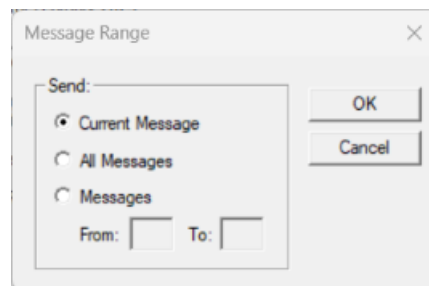 Message Range
Send:
Current Message
All Messages
Messages
From: To:
OK
Cancel